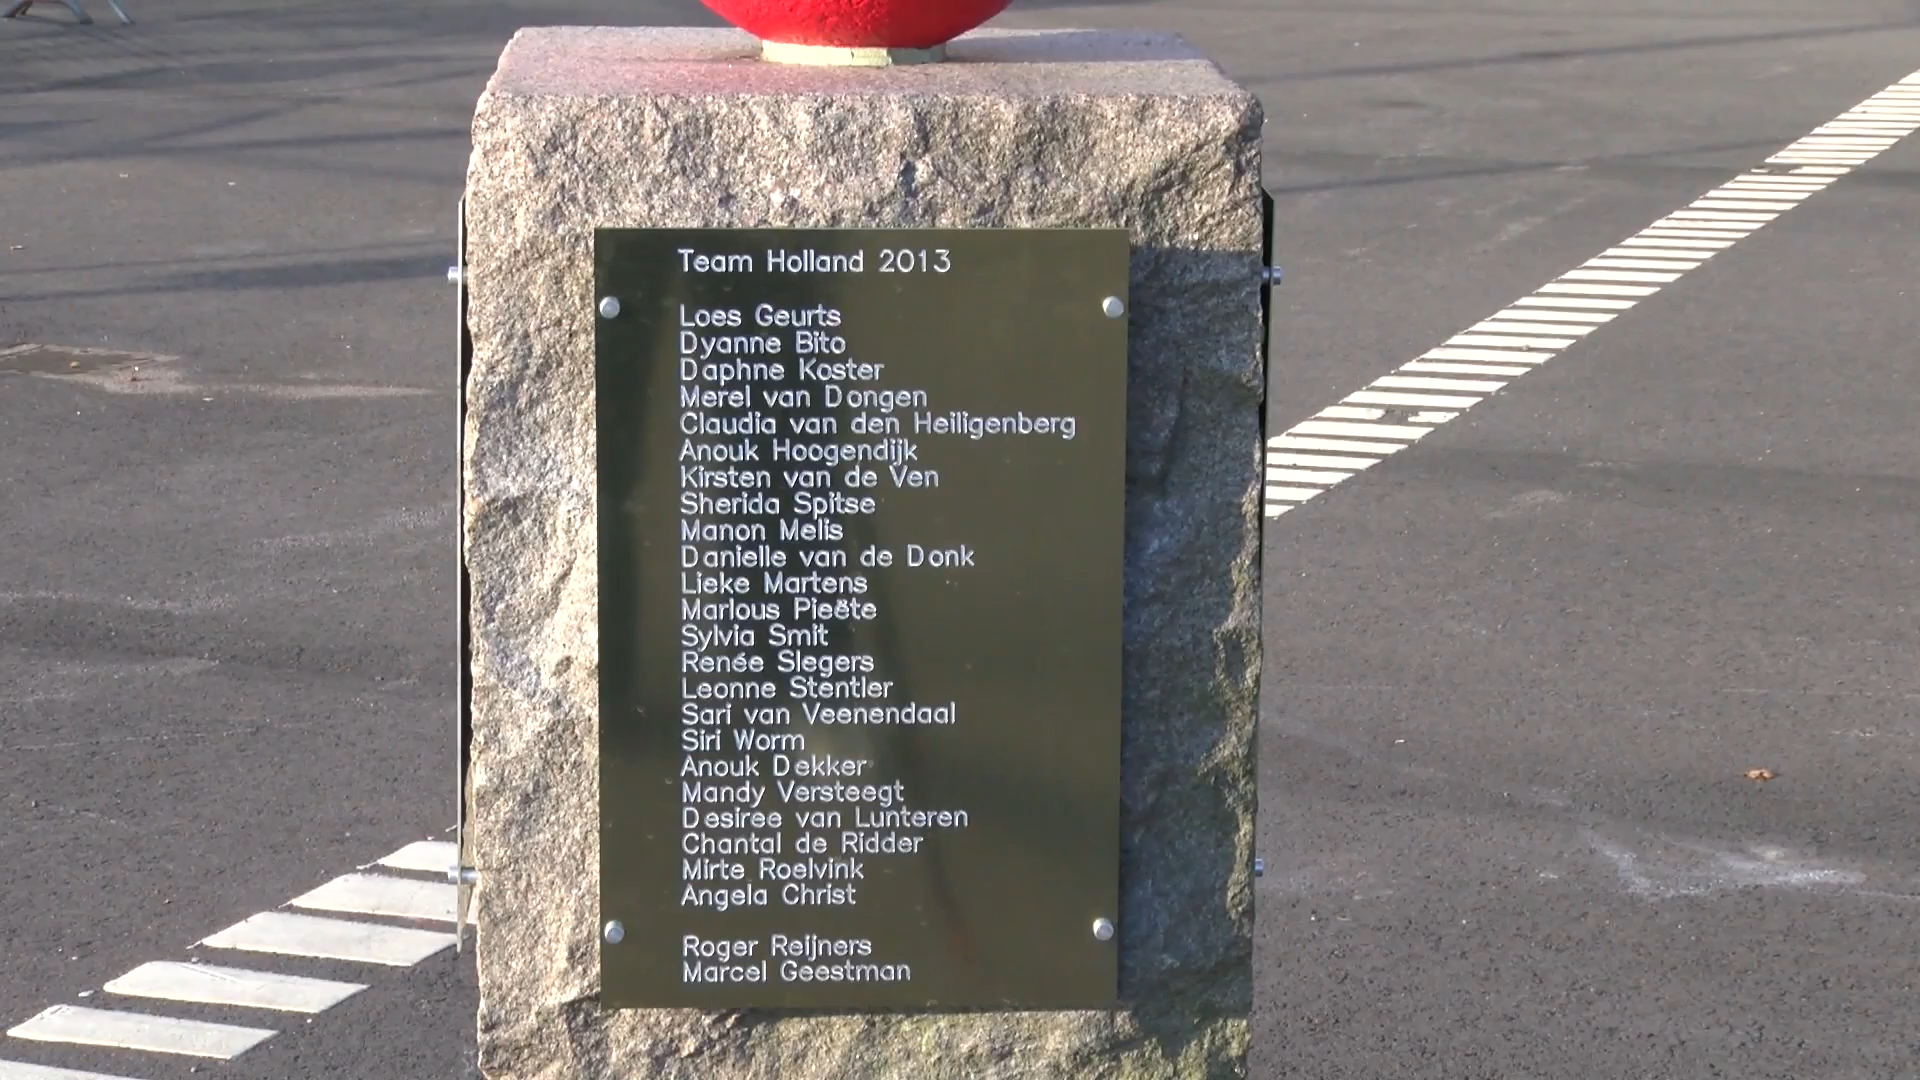 Team Holland 2013
Loes Geurts
Dyanne Bito
Daphne Koster
Merel van Dongen
Claudia van den Heiligenberg
Anouk Hoogendijk
Kirsten van de Ven
Sherida Spitse
Manon Melis
Danielle van de Donk
Lieke Martens
Marlous Pieëte
Sylvia Smit
Renée Slegers
Leonne Stentler
Sari van Veenendaal
Siri Worm
Anouk Dekker
Mandy Versteegt
Desiree van Lunteren
Chantal de Ridder
Mirte Roelvink
Angela Christ
Roger Reijners
Marcel Geestman